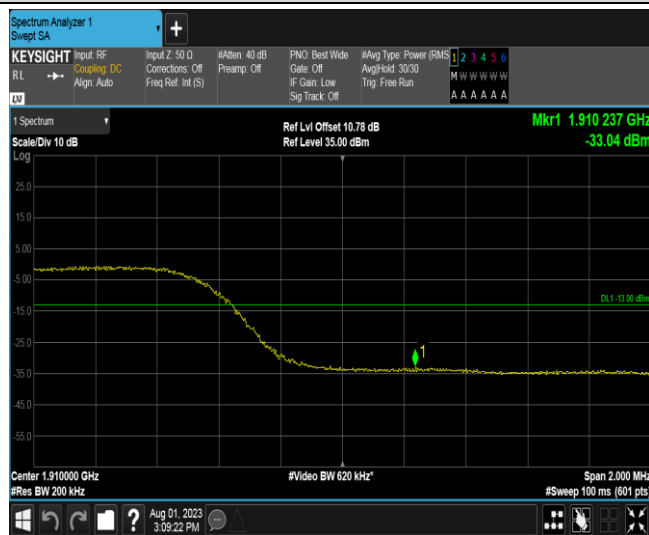 Spectrum Analyzer 1
Swept SA
+
KEYSIGHT
RL
LXI
Input: RF
Coupling: DC
Align: Auto
Input Z: 50 Ω
Corrections: Off
Freq Ref: Int (S)
#Atten: 40 dB
Preamp: Off
PNO: Best Wide
Gate: Off
IF Gain: Low
Sig Track: Off
#Avg Type: Power (RMS
Avg|Hold: 30/30
Trig: Free Run
1 2 3 4 5 6
M W W W W W
A A A A A A
1 Spectrum
Scale/Div 10 dB
Log
Ref Lvl Offset 10.78 dB
Ref Level 35.00 dBm
Mkr1 1.910 237 GHz
-33.04 dBm
25.0
15.0
5.00
-5.00
-15.0
-25.0
-35.0
-45.0
-55.0
DL1 -13.00 dBm
1
Center 1.910000 GHz
#Res BW 200 kHz
#Video BW 620 kHz*
Span 2.000 MHz
#Sweep 100 ms (601 pts)
?
Aug 01, 2023
3:09:22 PM